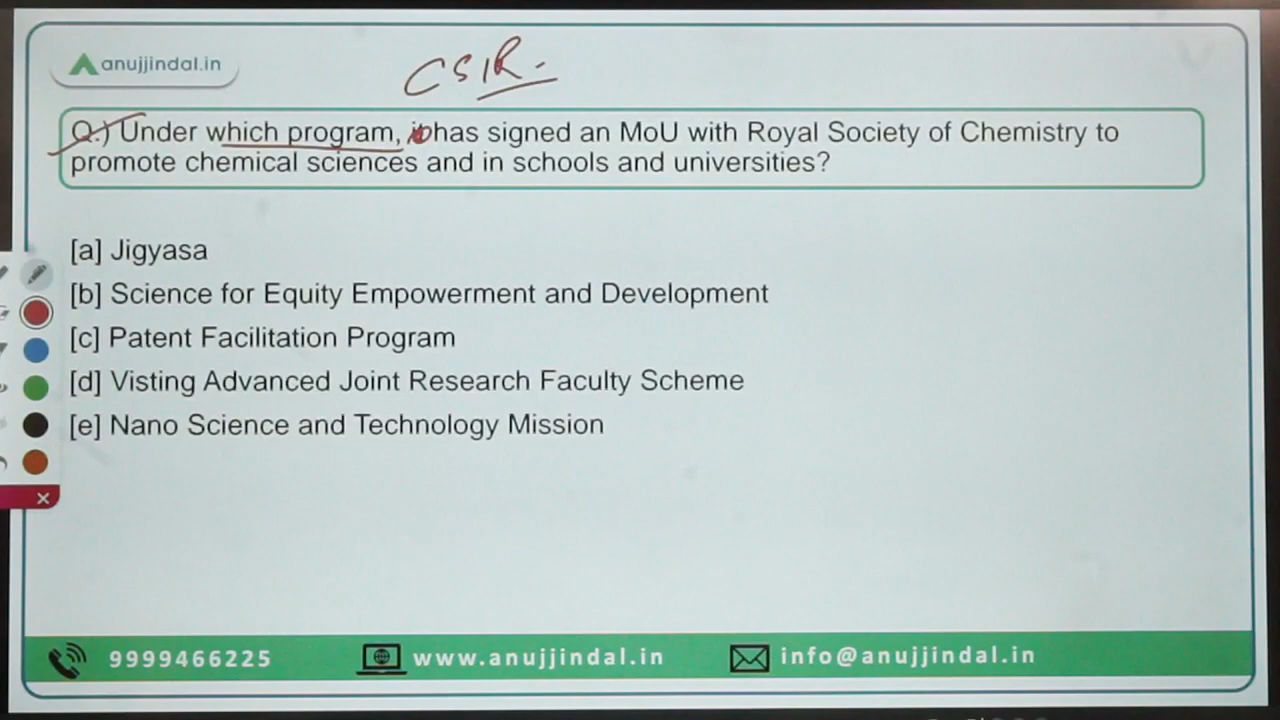 anujjindal.in
CSIR.
Q.) Under which program, it has signed an MoU with Royal Society of Chemistry to
promote chemical sciences and in schools and universities?
[a] Jigyasa
[b] Science for Equity Empowerment and Development
[c] Patent Facilitation Program
[d] Visting Advanced Joint Research Faculty Scheme
[e] Nano Science and Technology Mission
9999466225 www.anujjindal.in info@anujjindal.in